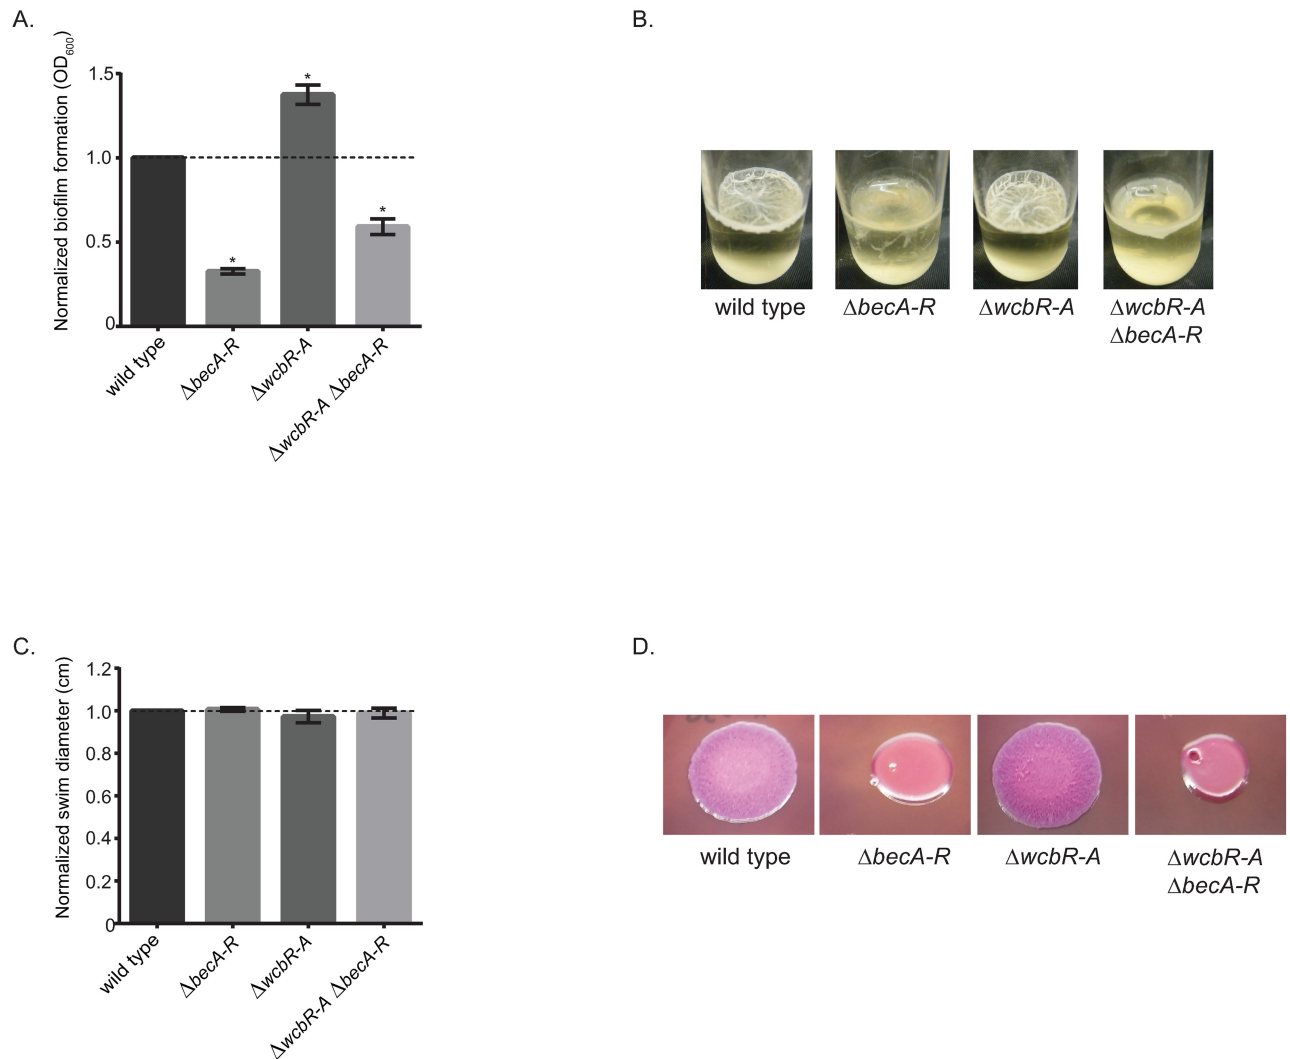 A.
Normalized biofilm formation (OD600)
1.5
1.0
0.5
0
*
*
*
wild type
ΔbecA-R
ΔwcbR-A
ΔwcbR-A ΔbecA-R
B.
wild type
ΔbecA-R
ΔwcbR-A
ΔwcbR-A
ΔbecA-R
C.
Normalized swim diameter (cm)
1.2
1.0
0.8
0.6
0.4
0.2
0
wild type
ΔbecA-R
ΔwcbR-A
ΔwcbR-A ΔbecA-R
D.
wild type
ΔbecA-R
ΔwcbR-A
ΔwcbR-A
ΔbecA-R